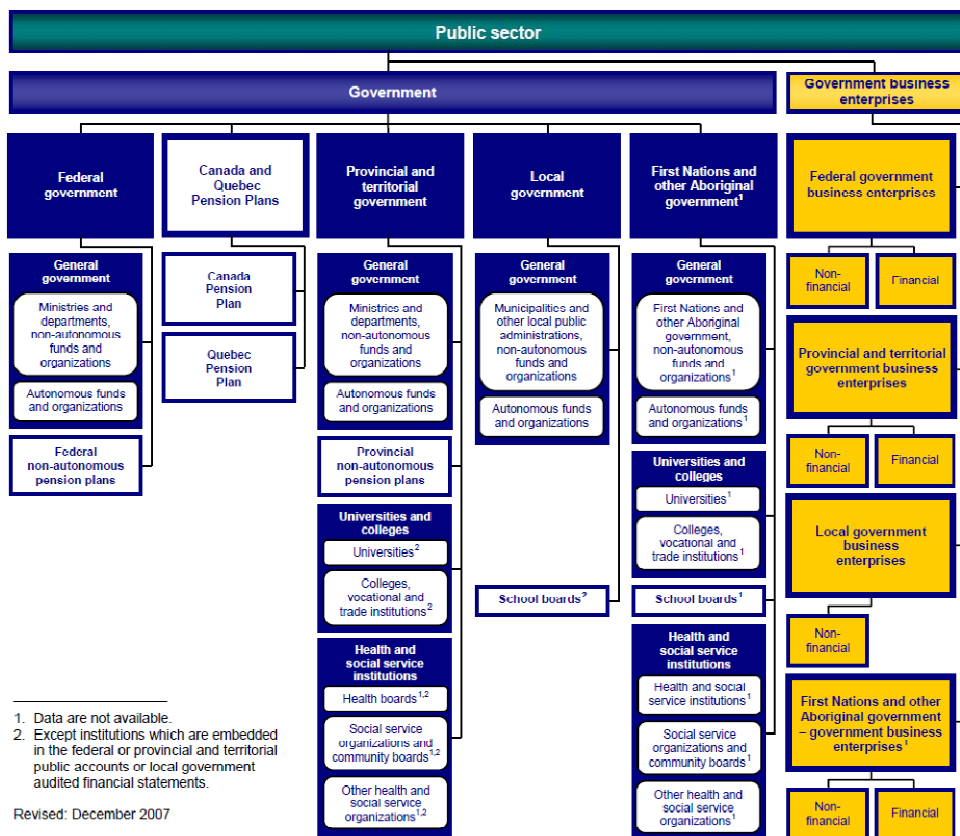 Public sector
Government
Government business
enterprises
Federal
government
Canada and
Quebec
Pension Plans
Provincial and
territorial
government
Local
government
First Nations and
other Aboriginal
government1
Federal government
business enterprises
General
government
Ministries and
departments,
non-autonomous
funds and
organizations
Autonomous funds
and organizations
Federal
non-autonomous
pension plans
Canada
Pension
Plan
Quebec
Pension
Plan
General
government
Ministries and
departments,
non-autonomous
funds and
organizations
Autonomous funds
and organizations
Provincial
non-autonomous
pension plans
Universities and
colleges
Universities2
Colleges,
vocational and
trade institutions2
Health and
social service
institutions
Health boards1,2
Social service
organizations and
community boards1,2
Other health and
social service
organizations1,2
General
government
Municipalities and
other local public
administrations,
non-autonomous
funds and
organizations
Autonomous funds
and organizations
School boards2
General
government
First Nations and
other Aboriginal
government,
non-autonomous
funds and
organizations1
Autonomous funds
and organizations1
Universities and
colleges
Universities1
Colleges,
vocational and
trade institutions1
School boards1
Health and
social service
institutions
Health and social
service institutions1
Social service
organizations and
community boards1
Other health and
social service
organizations1
Non-
financial
Financial
Provincial and territorial
government business
enterprises
Non-
financial
Financial
Local government
business
enterprises
Non-
financial
First Nations and other
Aboriginal government
– government business
enterprises1
Non-
financial
Financial
1. Data are not available.
2. Except institutions which are embedded
in the federal or provincial and territorial
public accounts or local government
audited financial statements.
Revised: December 2007